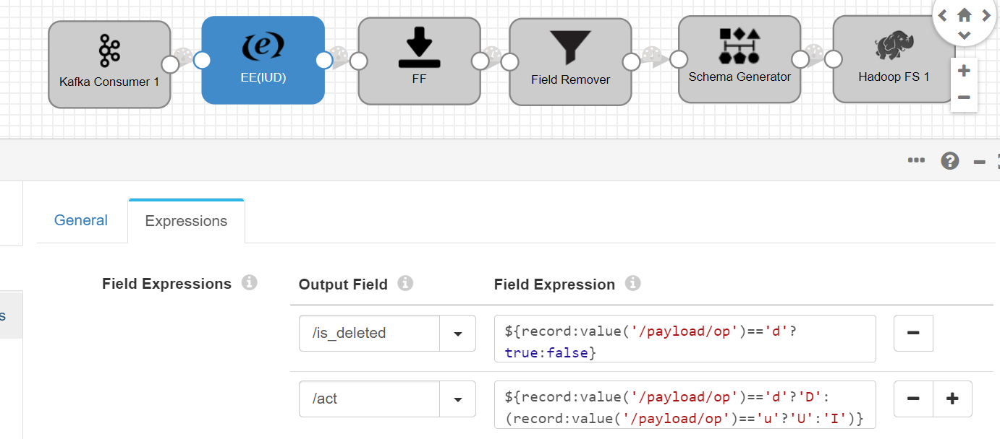 Kafka Consumer 1
EE(IUD)
FF
Field Remover
Schema Generator
Hadoop FS 1
General
Expressions
Field Expressions
Output Field
Field Expression
/is_deleted
${record:value('/payload/op')=='d'?
true:false}
/act
${record:value('/payload/op')=='d'?'D':
(record:value('/payload/op')=='u'?'U':'I')}
s